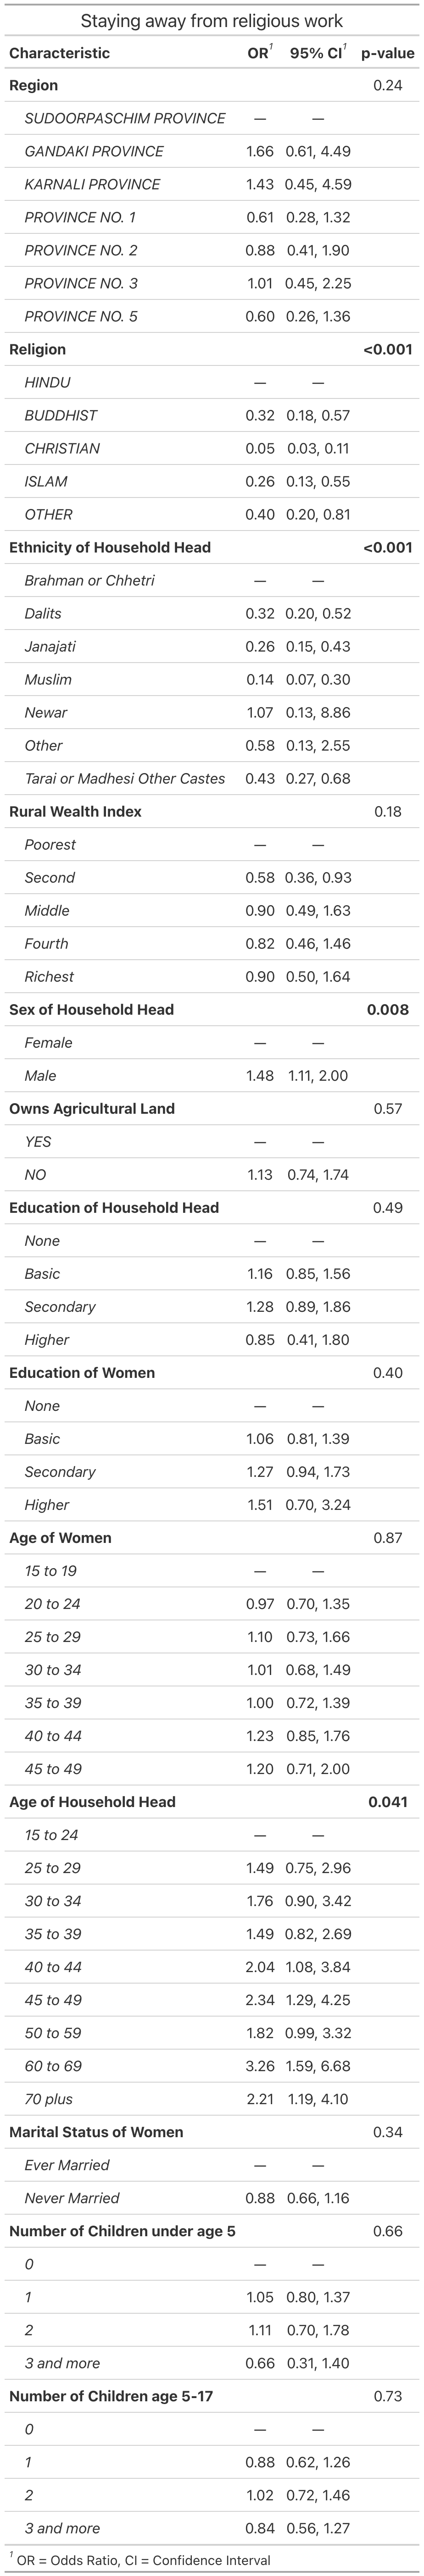 Staying away from religious work
Characteristic OR1 95% CI1 p-value
Region 0.24
SUDOORPASCHIM PROVINCE — —
GANDAKI PROVINCE 1.66 0.61, 4.49
KARNALI PROVINCE 1.43 0.45, 4.59
PROVINCE NO. 1 0.61 0.28, 1.32
PROVINCE NO. 2 0.88 0.41, 1.90
PROVINCE NO. 3 1.01 0.45, 2.25
PROVINCE NO. 5 0.60 0.26, 1.36
Religion <0.001
HINDU — —
BUDDHIST 0.32 0.18, 0.57
CHRISTIAN 0.05 0.03, 0.11
ISLAM 0.26 0.13, 0.55
OTHER 0.40 0.20, 0.81
Ethnicity of Household Head <0.001
Brahman or Chhetri — —
Dalits 0.32 0.20, 0.52
Janajati 0.26 0.15, 0.43
Muslim 0.14 0.07, 0.30
Newar 1.07 0.13, 8.86
Other 0.58 0.13, 2.55
Tarai or Madhesi Other Castes 0.43 0.27, 0.68
Rural Wealth Index 0.18
Poorest — —
Second 0.58 0.36, 0.93
Middle 0.90 0.49, 1.63
Fourth 0.82 0.46, 1.46
Richest 0.90 0.50, 1.64
Sex of Household Head 0.008
Female — —
Male 1.48 1.11, 2.00
Owns Agricultural Land 0.57
YES — —
NO 1.13 0.74, 1.74
Education of Household Head 0.49
None — —
Basic 1.16 0.85, 1.56
Secondary 1.28 0.89, 1.86
Higher 0.85 0.41, 1.80
Education of Women 0.40
None — —
Basic 1.06 0.81, 1.39
Secondary 1.27 0.94, 1.73
Higher 1.51 0.70, 3.24
Age of Women 0.87
15 to 19 — —
20 to 24 0.97 0.70, 1.35
25 to 29 1.10 0.73, 1.66
30 to 34 1.01 0.68, 1.49
35 to 39 1.00 0.72, 1.39
40 to 44 1.23 0.85, 1.76
45 to 49 1.20 0.71, 2.00
Age of Household Head 0.041
15 to 24 — —
25 to 29 1.49 0.75, 2.96
30 to 34 1.76 0.90, 3.42
35 to 39 1.49 0.82, 2.69
40 to 44 2.04 1.08, 3.84
45 to 49 2.34 1.29, 4.25
50 to 59 1.82 0.99, 3.32
60 to 69 3.26 1.59, 6.68
70 plus 2.21 1.19, 4.10
Marital Status of Women 0.34
Ever Married — —
Never Married 0.88 0.66, 1.16
Number of Children under age 5 0.66
0 — —
1 1.05 0.80, 1.37
2 1.11 0.70, 1.78
3 and more 0.66 0.31, 1.40
Number of Children age 5-17 0.73
0 — —
1 0.88 0.62, 1.26
2 1.02 0.72, 1.46
3 and more 0.84 0.56, 1.27
1 OR = Odds Ratio, CI = Confidence Interval